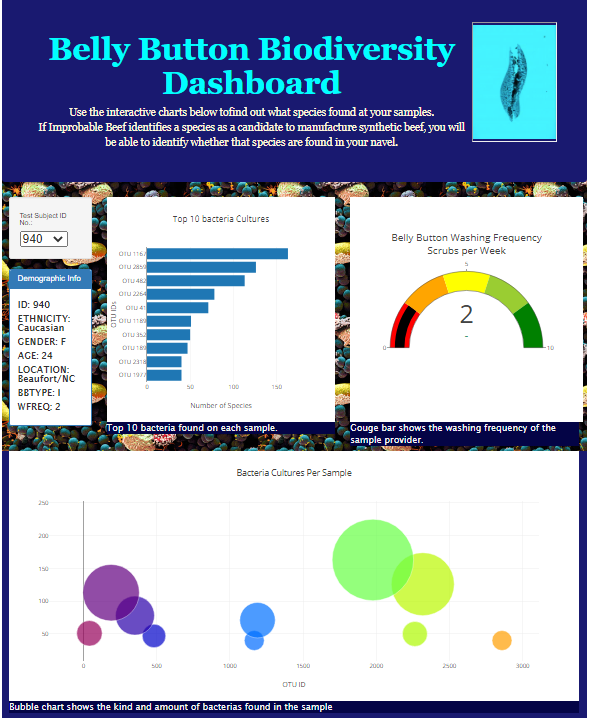 Belly Button Biodiversity
Dashboard
Use the interactive charts below tofind out what species found at your samples.
If Improbable Beef identifies a species as a candidate to manufacture synthetic beef, you will
be able to identify whether that species are found in your navel.
Test Subject ID
No.:
940
Demographic Info
ID: 940
ETHNICITY:
Caucasian
GENDER: F
AGE: 24
LOCATION:
Beaufort/NC
BBTYPE: I
WFREQ: 2
Top 10 bacteria Cultures
OTU IDs
OTU 1167
OTU 2859
OTU 482
OTU 2264
OTU 41
OTU 1189
OTU 352
OTU 189
OTU 2318
OTU 1977
0 50 100 150
Number of Species
Top 10 bacteria found on each sample.
Belly Button Washing Frequency
Scrubs per Week
5
2
-
0 10
Gouge bar shows the washing frequency of the
sample provider.
Bacteria Cultures Per Sample
250
200
150
100
50
0 500 1000 1500 2000 2500 3000
OTU ID
Bubble chart shows the kind and amount of bacterias found in the sample